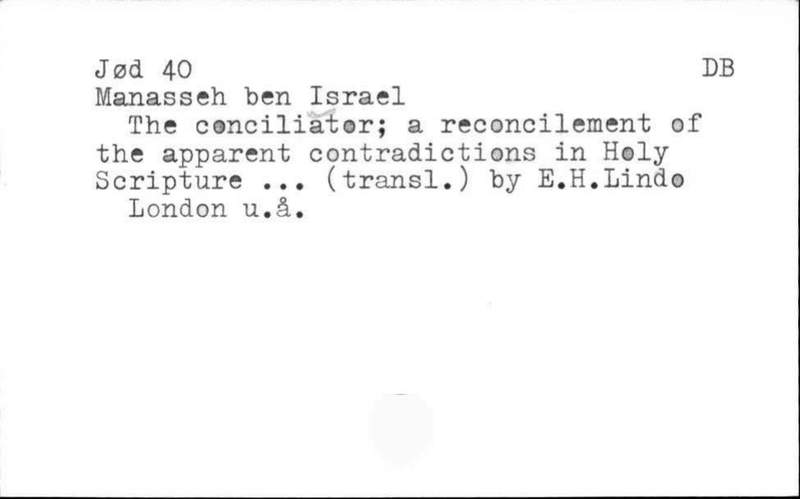 Jød 40 DB
Manasseh ben Israel
The conciliator; a reconcilement of
the apparent contradictions in Holy
Scripture ... (transl.) by E.H.Lindo
London u.å.